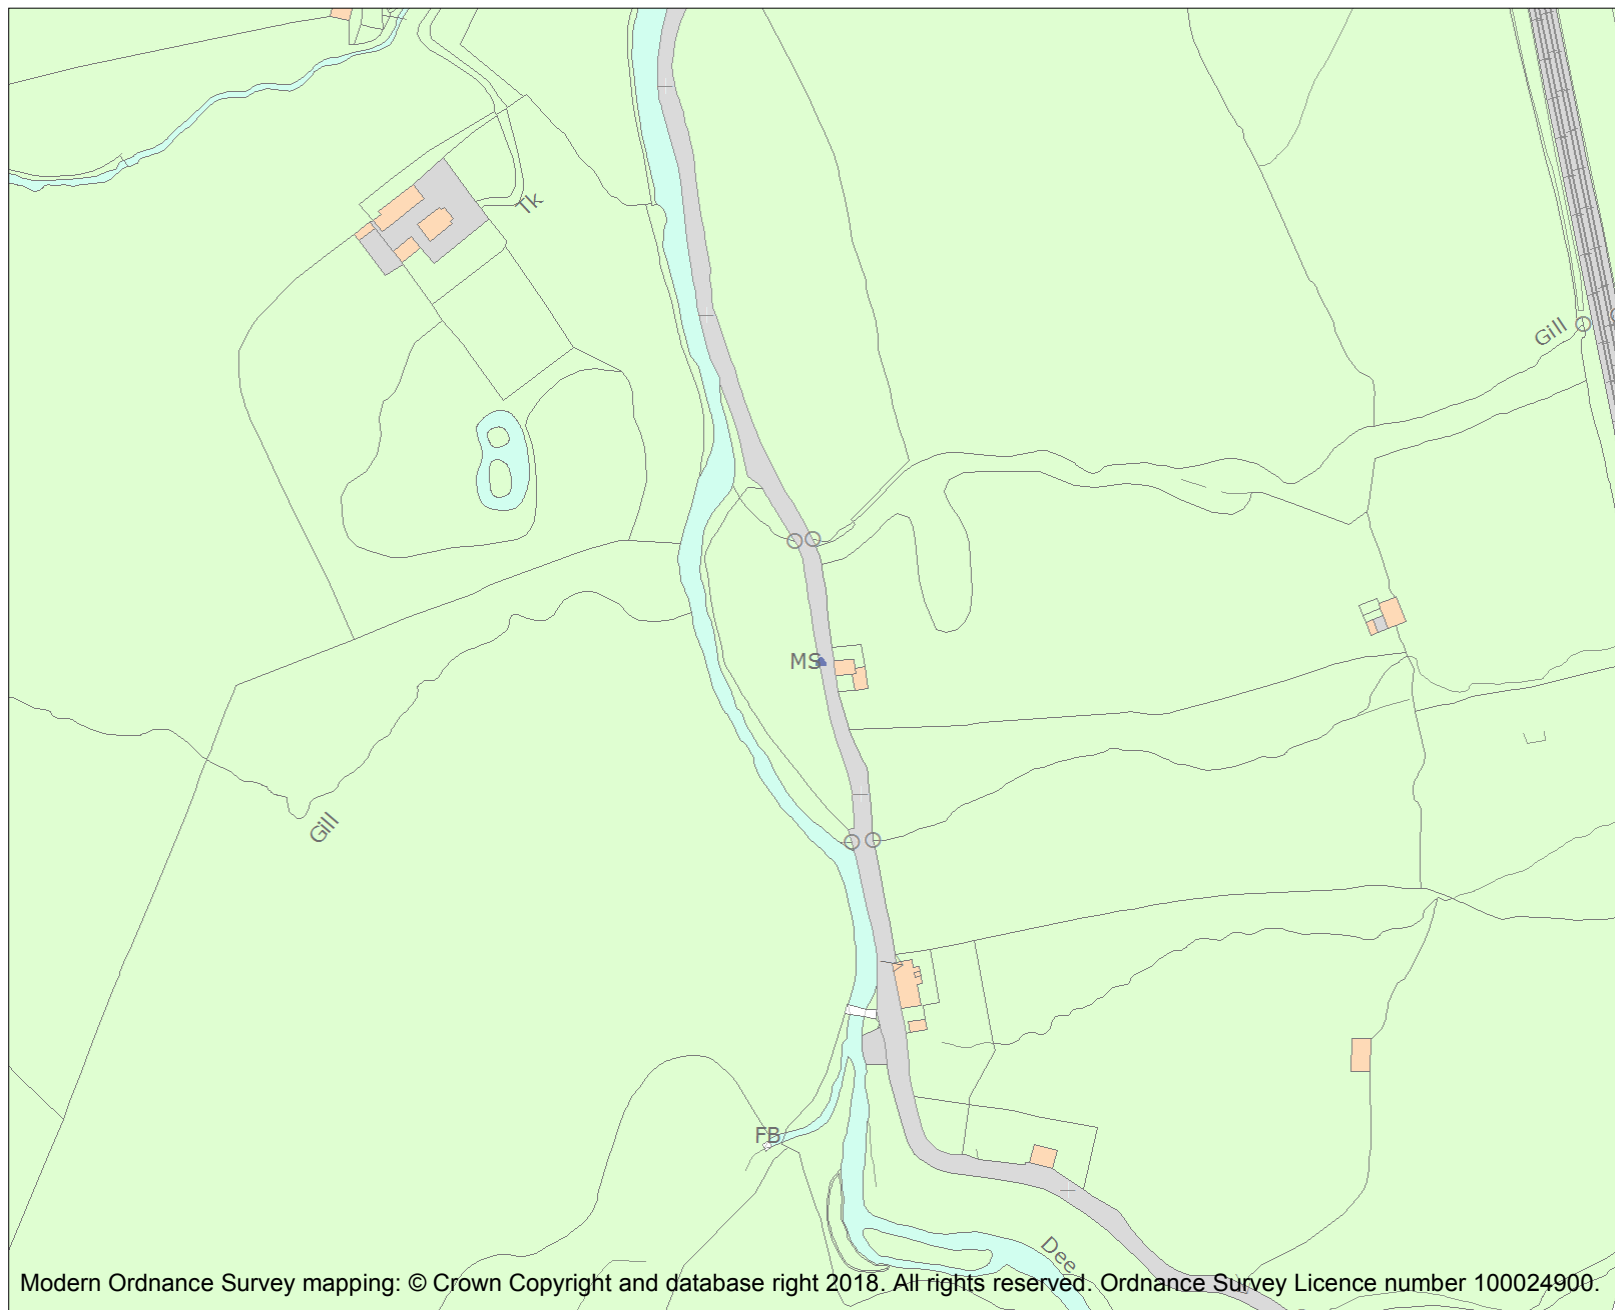 Tk
Gill
MS
Gill
FB
Dee
Modern Ordnance Survey mapping: © Crown Copyright and database right 2018. All rights reserved. Ordnance Survey Licence number 100024900.